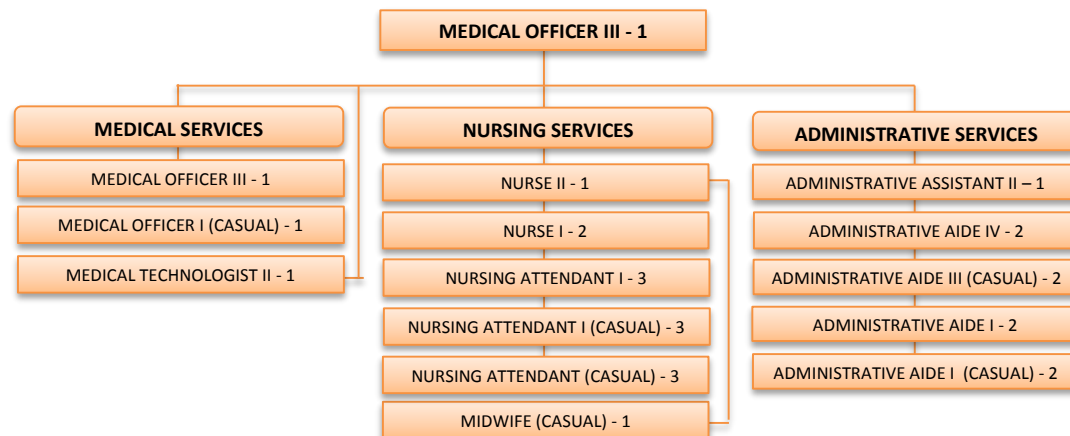 MEDICAL OFFICER III - 1
MEDICAL SERVICES
MEDICAL OFFICER III - 1
MEDICAL OFFICER I (CASUAL) - 1
MEDICAL TECHNOLOGIST II - 1
NURSING SERVICES
NURSE II - 1
NURSE I - 2
NURSING ATTENDANT I - 3
NURSING ATTENDANT I (CASUAL) - 3
NURSING ATTENDANT (CASUAL) - 3
MIDWIFE (CASUAL) - 1
ADMINISTRATIVE SERVICES
ADMINISTRATIVE ASSISTANT II – 1
ADMINISTRATIVE AIDE IV - 2
ADMINISTRATIVE AIDE III (CASUAL) - 2
ADMINISTRATIVE AIDE I - 2
ADMINISTRATIVE AIDE I (CASUAL) - 2